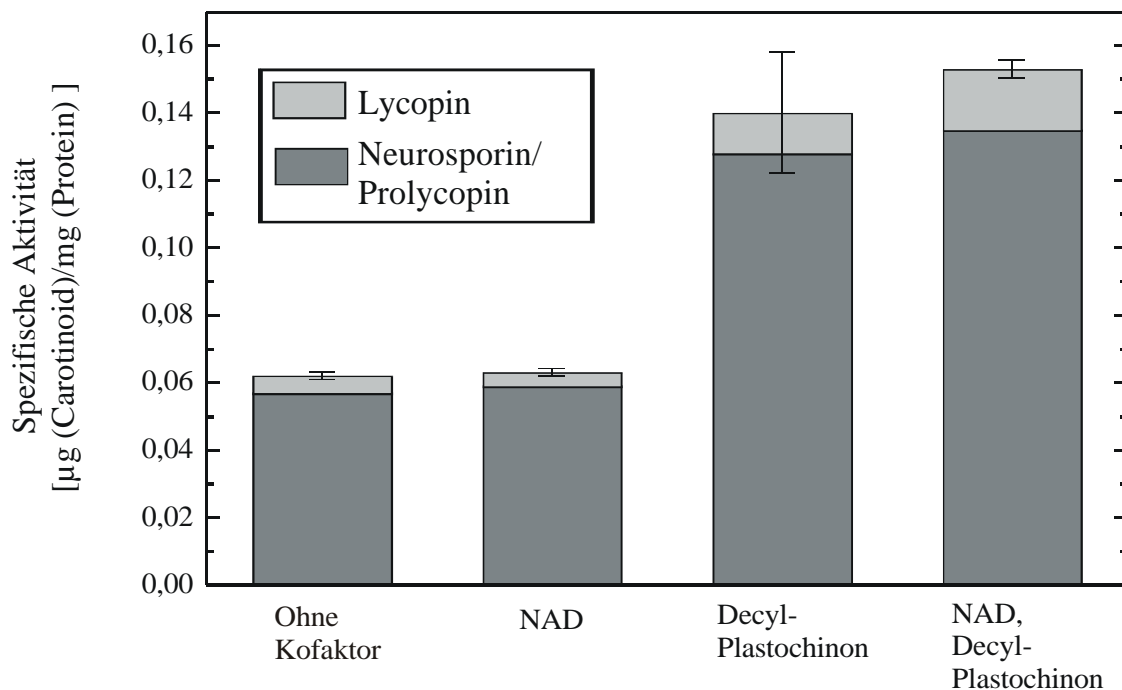 Spezifische Aktivität
[µg (Carotinoid)/mg (Protein) ]
0,16
0,14
0,12
0,10
0,08
0,06
0,04
0,02
0,00
Lycopin
Neurosporin/
Prolycopin
Ohne
Kofaktor
NAD
Decyl-
Plastochinon
NAD,
Decyl-
Plastochinon